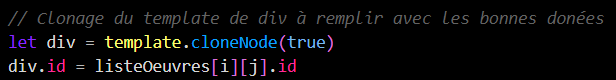 // Clonage du template de div à remplir avec les bonnes donées
let div = template.cloneNode(true)
div.id = listeOeuvres[i][j].id